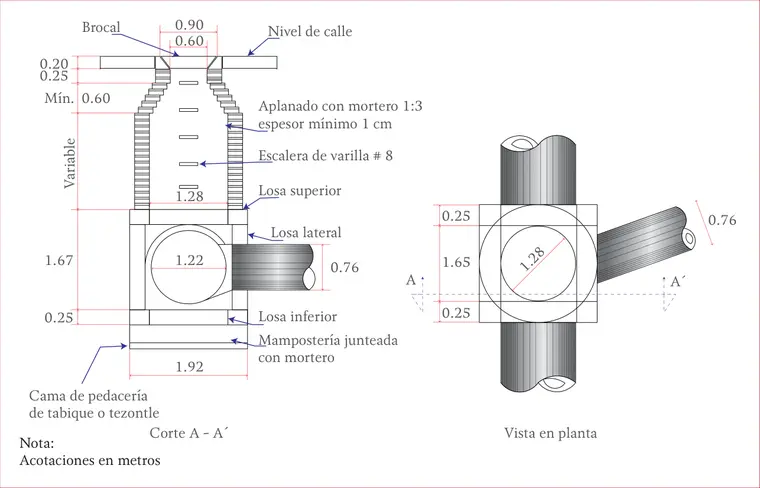 Brocal
0.90
0.60
Nivel de calle
0.20
0.25
Mín. 0.60
Variable
Aplanado con mortero 1:3
espesor mínimo 1 cm
Escalera de varilla # 8
1.28
Losa superior
Losa lateral
1.67
1.22
0.76
0.25
Losa inferior
Mampostería junteada
con mortero
1.92
Cama de pedacería
de tabique o tezontle
Corte A – A´
0.25
1.65
0.25
1.28
0.76
A
A´
Vista en planta
Nota:
Acotaciones en metros